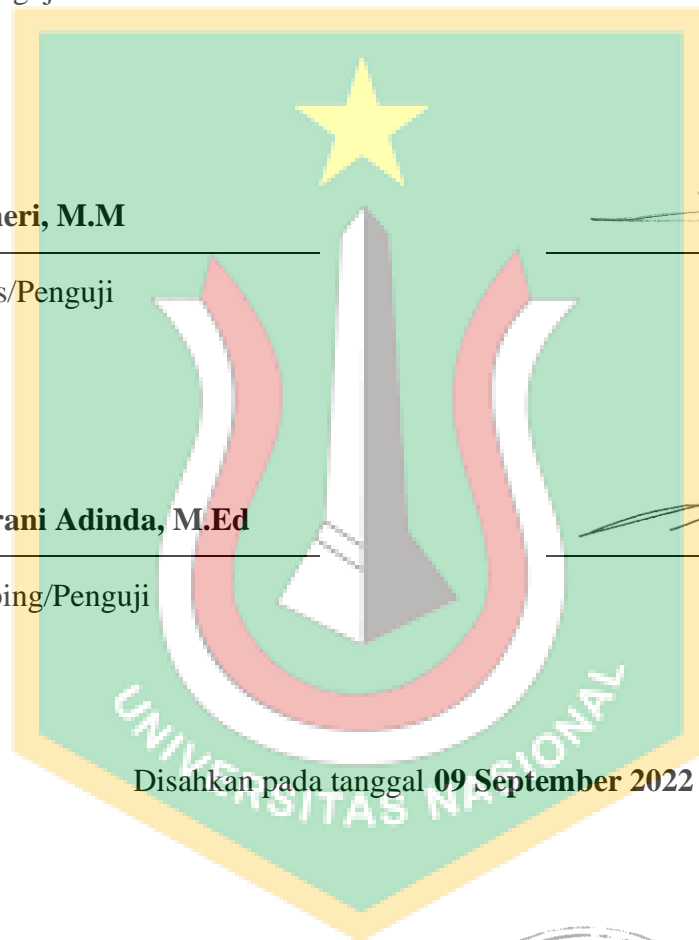 eri, M.M
s/Penguji
rani Adinda, M.Ed
bing/Penguji
UNIVERSITAS NASIONAL
Disahkan pada tanggal 09 September 2022